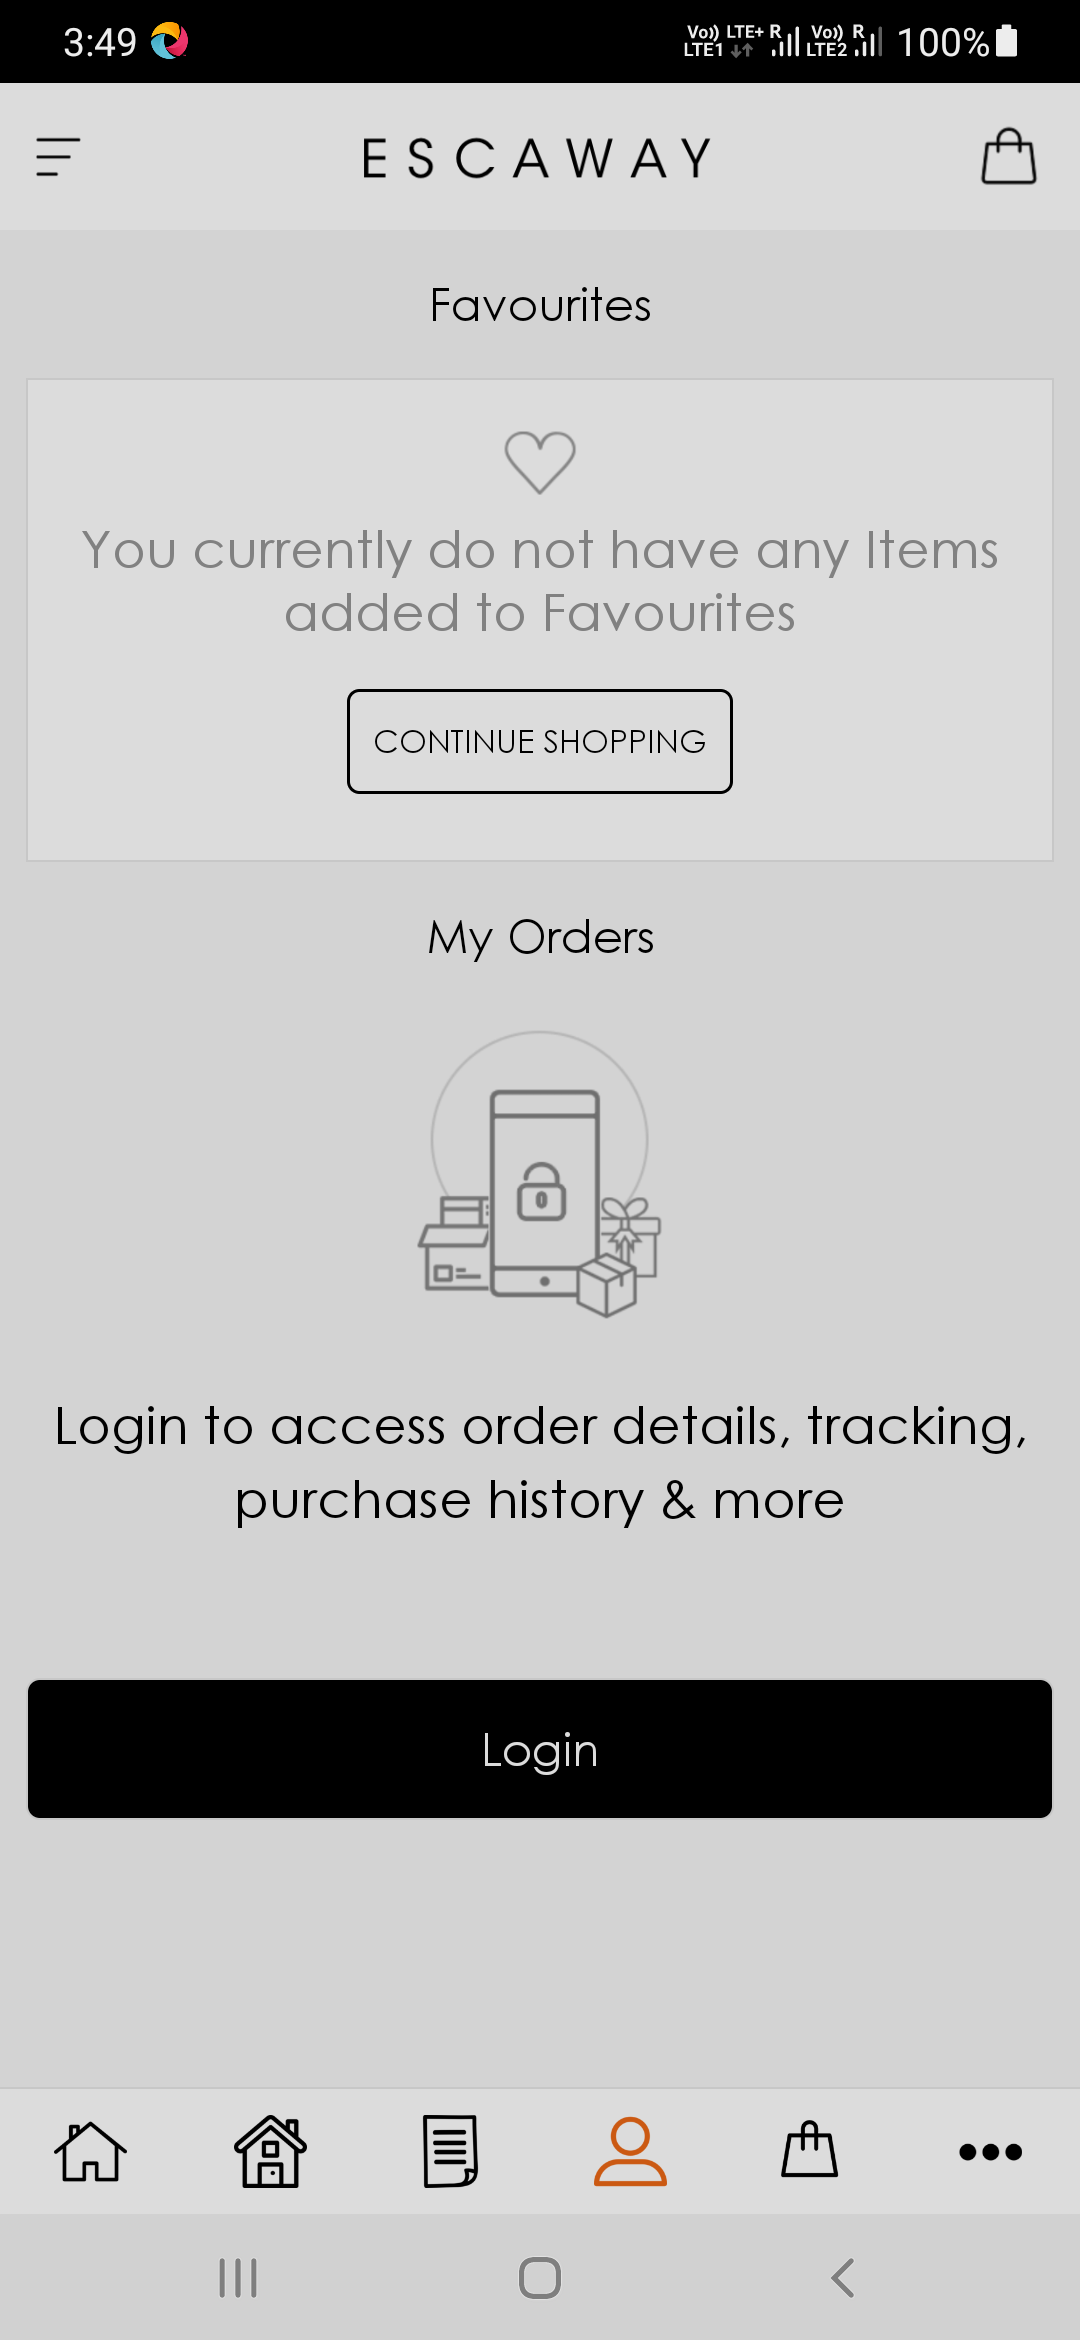 3:49 Vo)) LTE+ R Vo)) R 100%
LTE1 LTE2
ESCAWAY
Favourites
You currently do not have any Items
added to Favourites
CONTINUE SHOPPING
My Orders
Login to access order details, tracking,
purchase history & more
Login